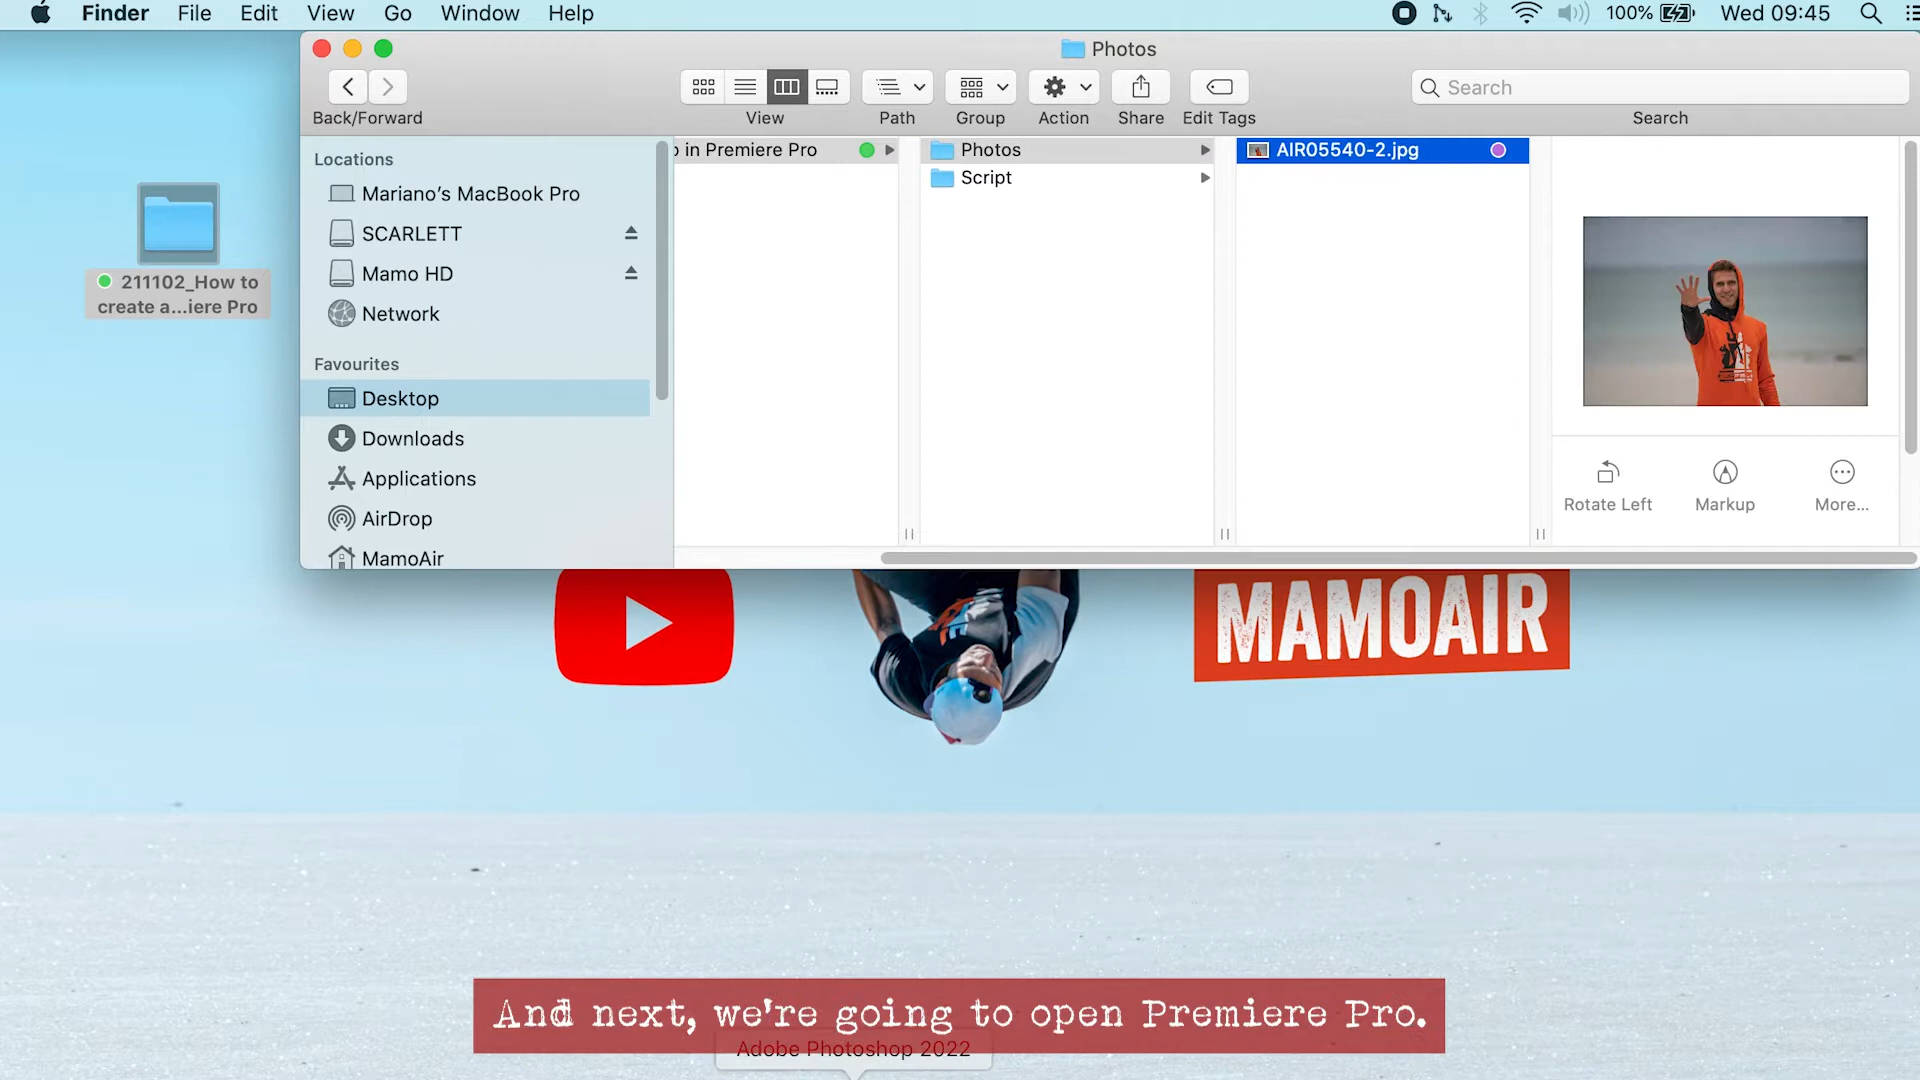 Finder File Edit View Go Window Help 100% Wed 09:45
Photos
Back/Forward View Path Group Action Share Edit Tags Search
Search
Locations
Mariano's MacBook Pro
SCARLETT
Mamo HD
Network
Favourites
Desktop
Downloads
Applications
AirDrop
MamoAir
in Premiere Pro
Photos
Script
AIR05540-2.jpg
Rotate Left Markup More...
211102_How to
create a...iere Pro
MAMOAIR
And next, we're going to open Premiere Pro.
Adobe Photoshop 2022